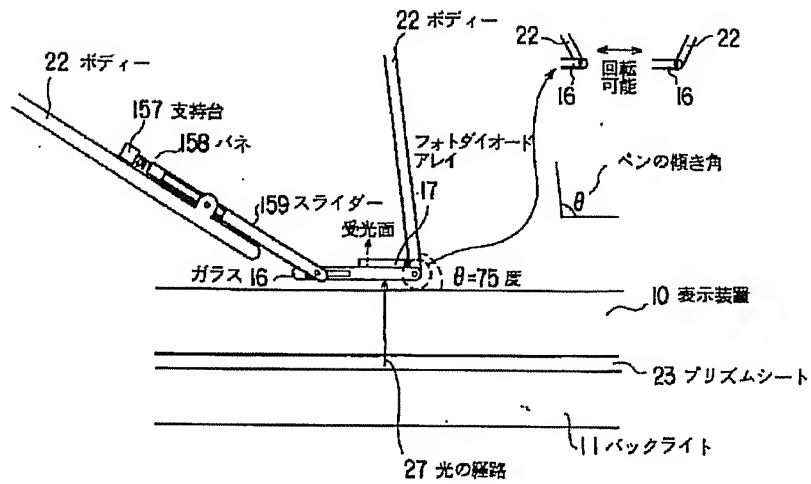 22 ボディー
22
22
22 ボディー
回転
可能
16
16
157 支持台
158 バネ
フォトダイオード
アレイ
ペンの傾き角
θ
159 スライダー
17
受光面
ガラス 16
θ=75 度
10 表示装置
23 プリズムシート
11 バックライト
27 光の経路